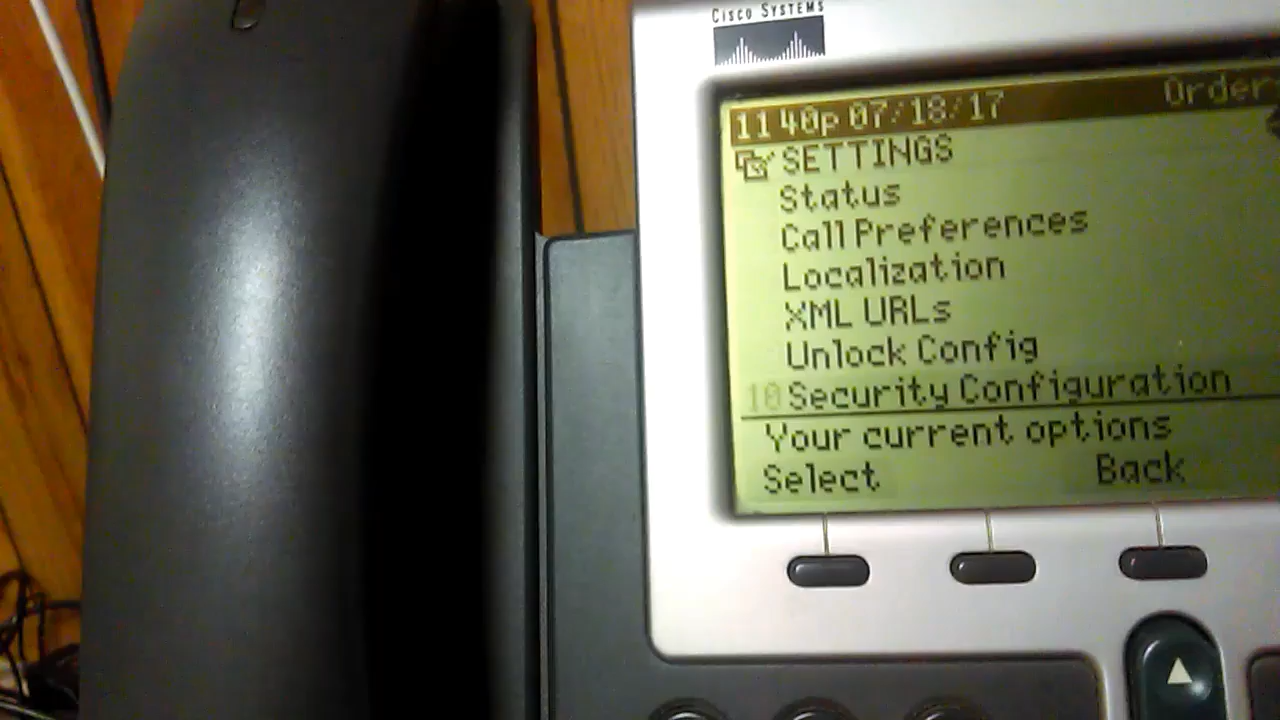 Cisco Systems
11 40p 07/18/17 Order
SETTINGS
Status
Call Preferences
Localization
XML URLs
Unlock Config
10 Security Configuration
Your current options
Select Back